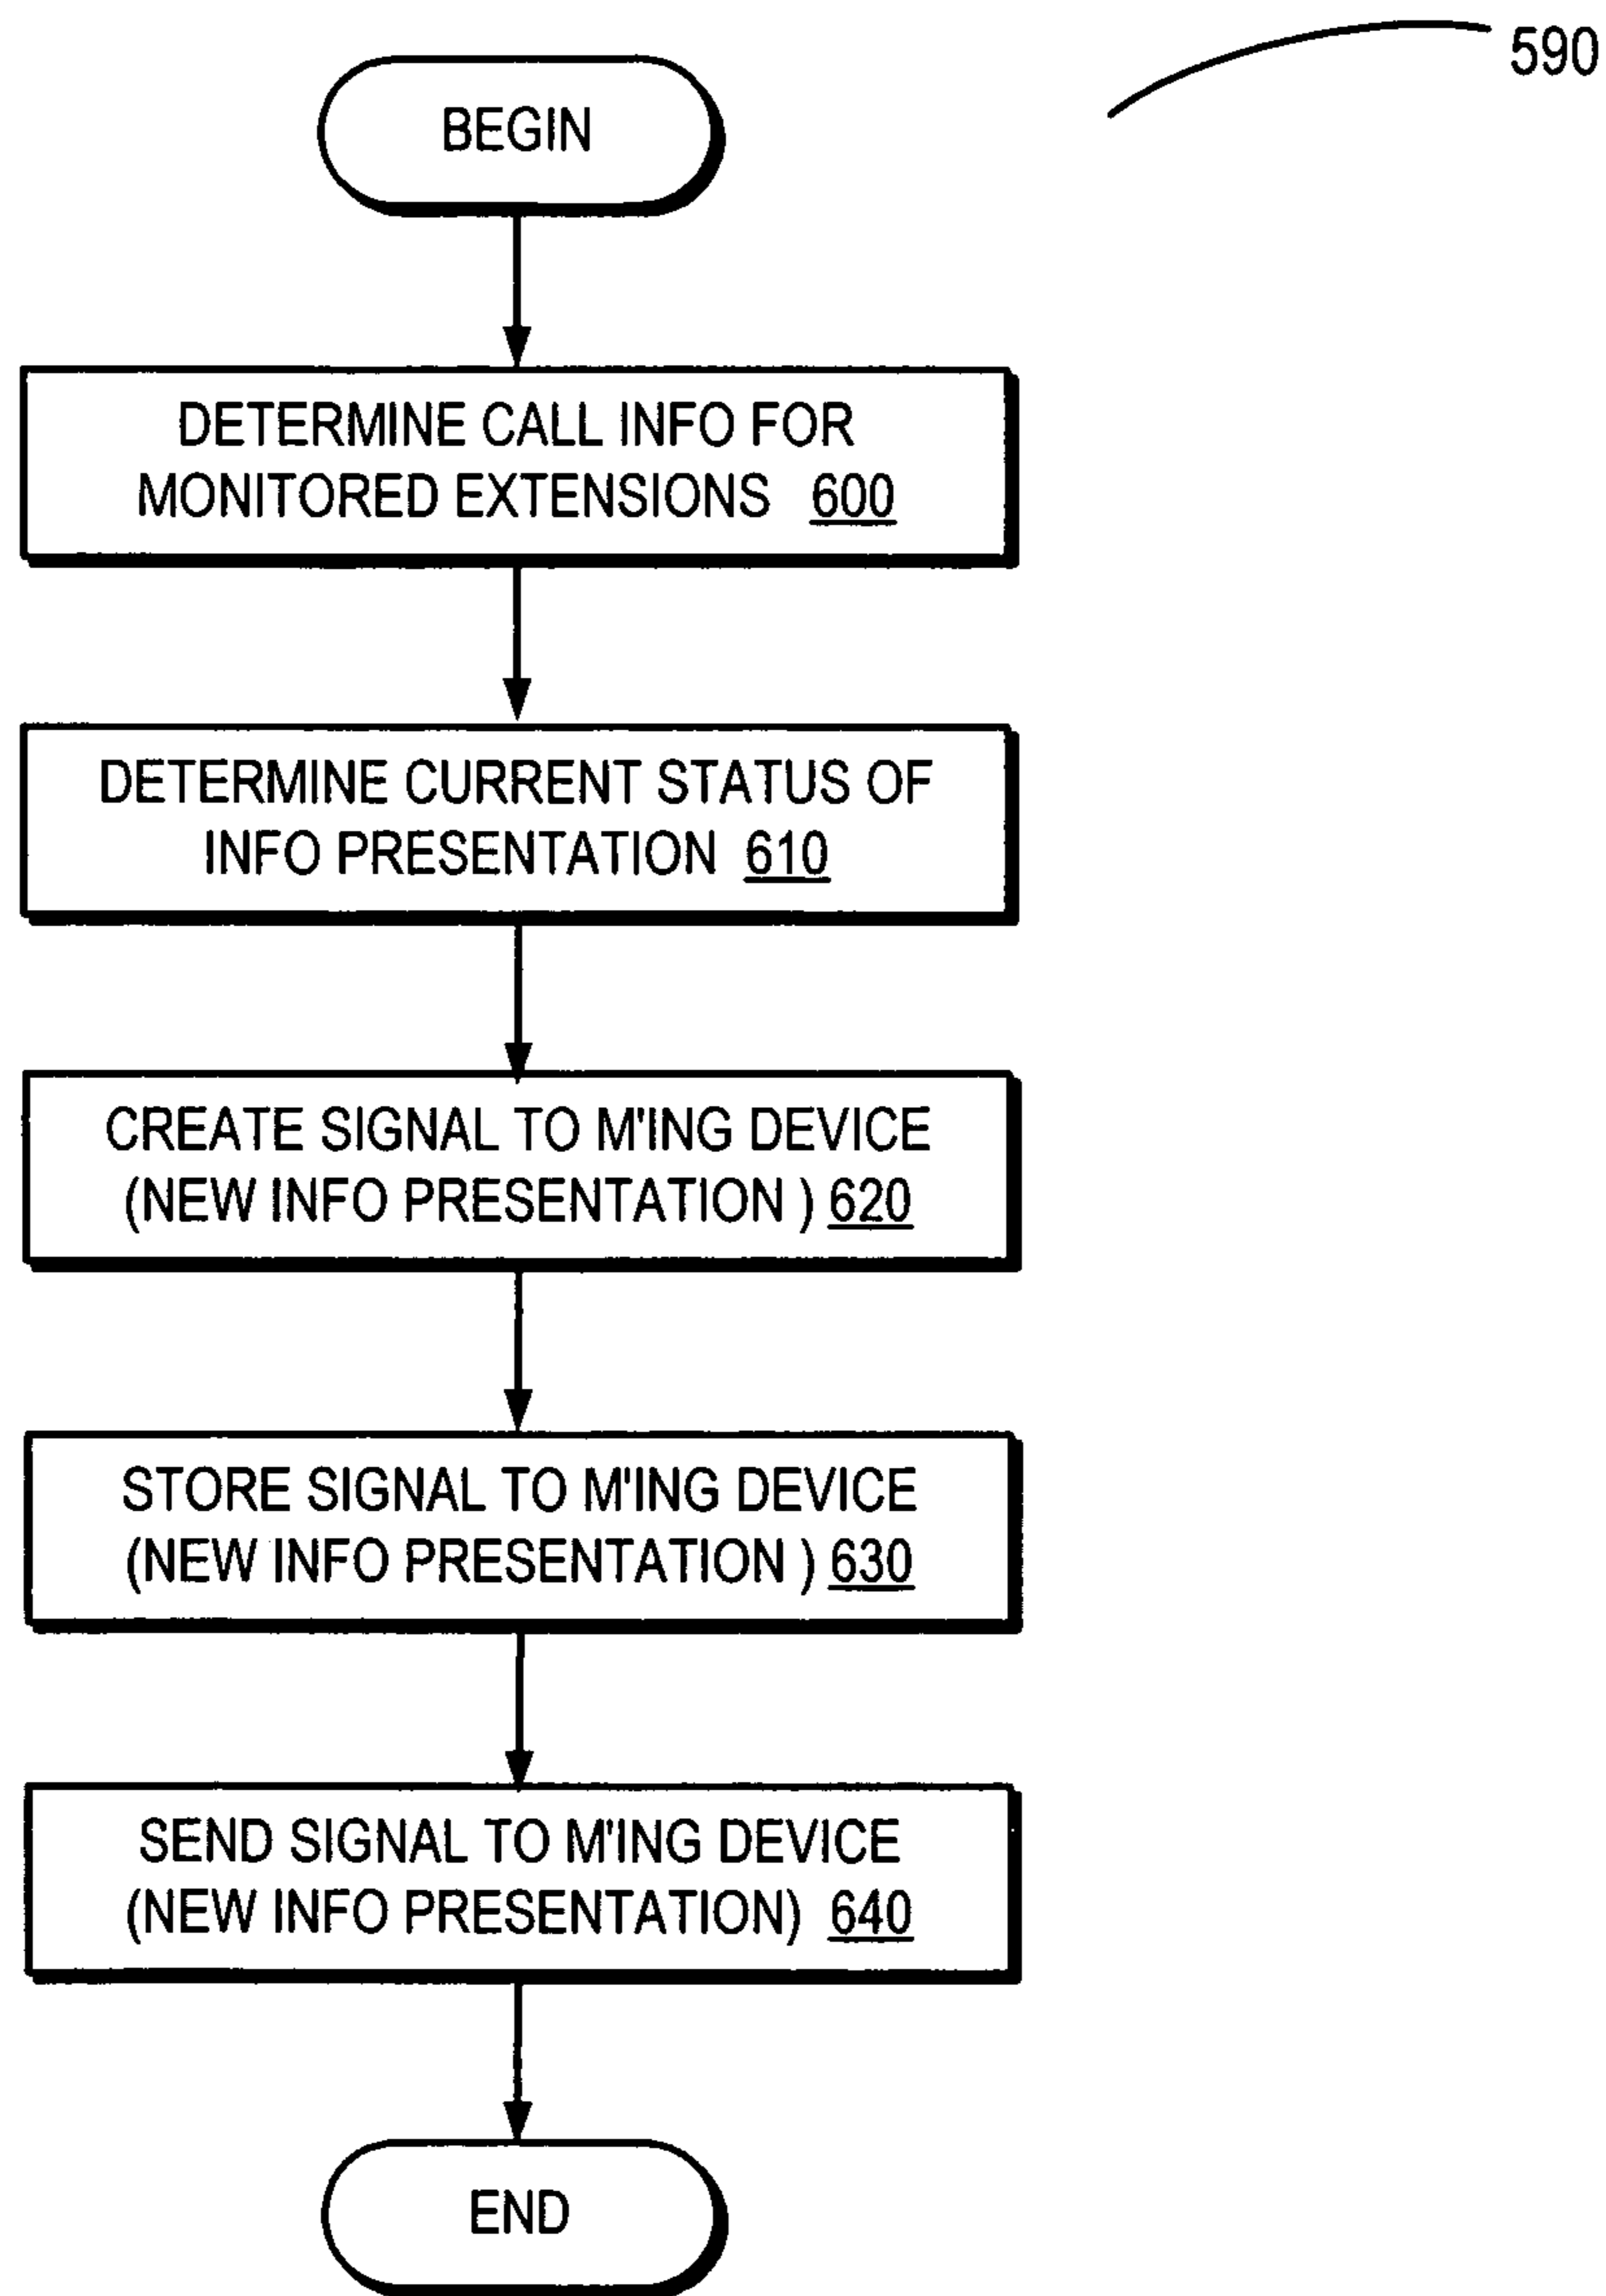 590
BEGIN
DETERMINE CALL INFO FOR
MONITORED EXTENSIONS 600
DETERMINE CURRENT STATUS OF
INFO PRESENTATION 610
CREATE SIGNAL TO M'ING DEVICE
(NEW INFO PRESENTATION ) 620
STORE SIGNAL TO M'ING DEVICE
(NEW INFO PRESENTATION ) 630
SEND SIGNAL TO M'ING DEVICE
(NEW INFO PRESENTATION) 640
END